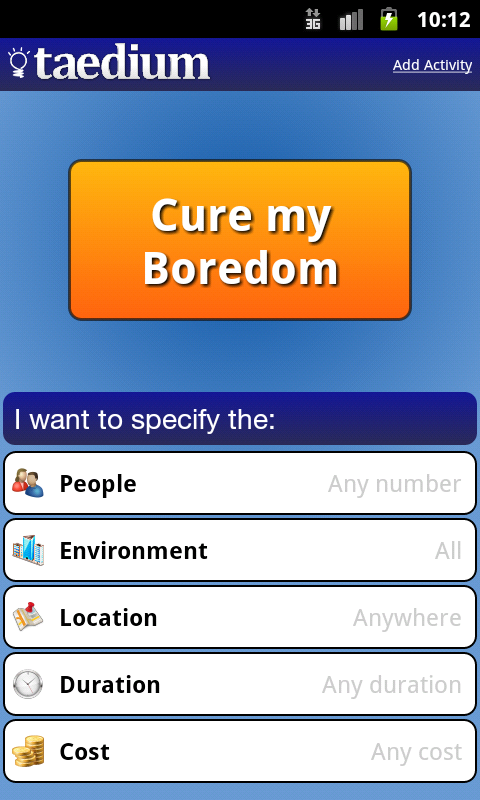 3G 10:12
taedium Add Activity
Cure my
Boredom
I want to specify the:
People Any number
Environment All
Location Anywhere
Duration Any duration
Cost Any cost